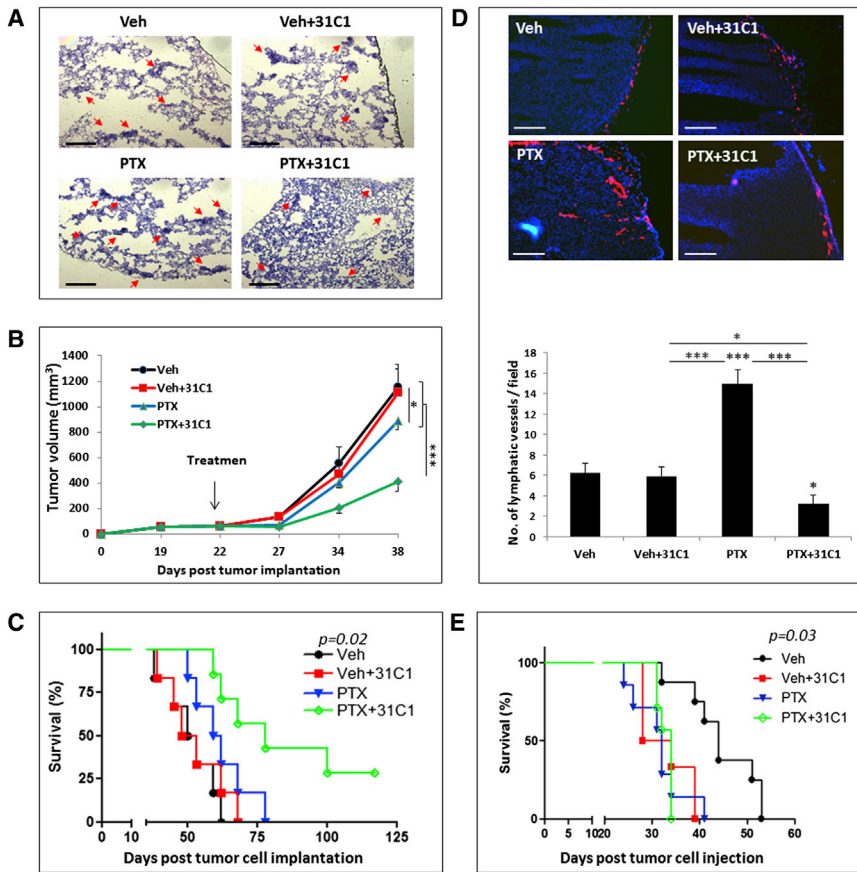 A
Veh
Veh+31C1
PTX
PTX+31C1
B
Tumor volume (mm³)
1400
1200
1000
800
600
400
200
0
Veh
Veh+31C1
PTX
PTX+31C1
Treatmen
*
***
0
19
22
27
34
38
Days post tumor implantation
C
Survival (%)
100
75
50
25
0
p=0.02
Veh
Veh+31C1
PTX
PTX+31C1
0
10
50
75
100
125
Days post tumor cell implantation
D
Veh
Veh+31C1
PTX
PTX+31C1
No. of lymphatic vessels / field
18
16
14
12
10
8
6
4
2
0
*
*** *** ***
*
Veh
Veh+31C1
PTX
PTX+31C1
E
Survival (%)
100
50
0
p=0.03
Veh
Veh+31C1
PTX
PTX+31C1
0
5
10
20
30
40
50
60
Days post tumor cell injection